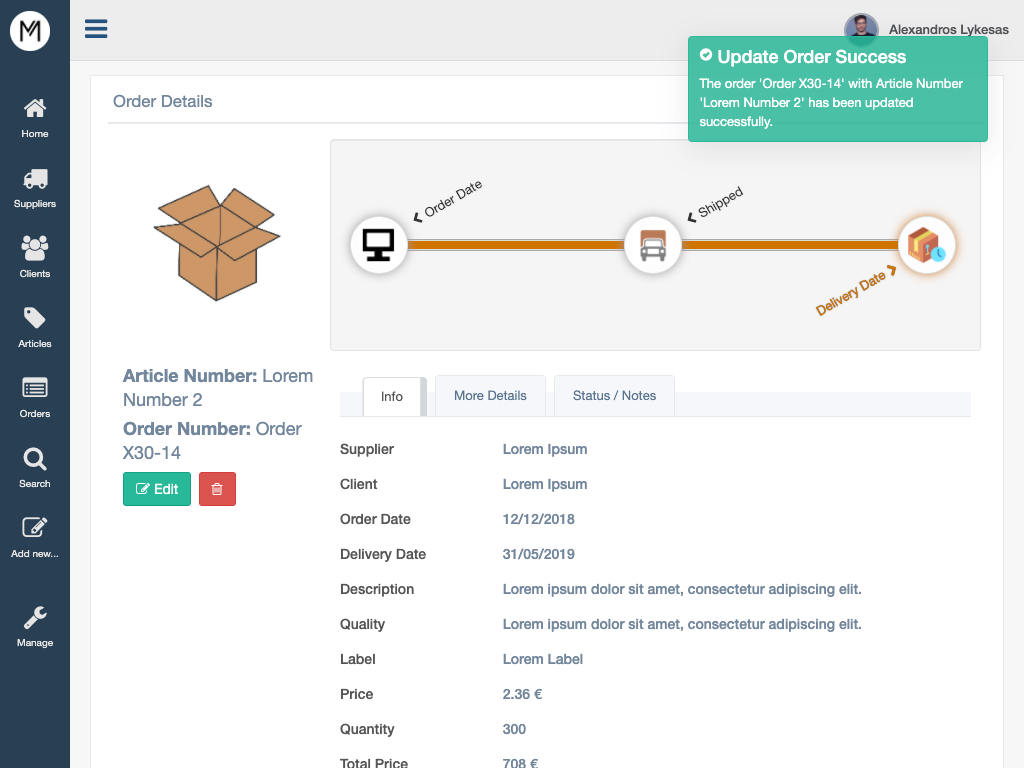 M
Alexandros Lykesas
Update Order Success
The order 'Order X30-14' with Article Number
'Lorem Number 2' has been updated
successfully.
Home
Suppliers
Clients
Articles
Orders
Search
Add new...
Manage
Order Details
Order Date
Shipped
Delivery Date
Article Number: Lorem
Number 2
Order Number: Order
X30-14
Edit
Info
More Details
Status / Notes
Supplier Lorem Ipsum
Client Lorem Ipsum
Order Date 12/12/2018
Delivery Date 31/05/2019
Description Lorem ipsum dolor sit amet, consectetur adipiscing elit.
Quality Lorem ipsum dolor sit amet, consectetur adipiscing elit.
Label Lorem Label
Price 2.36 €
Quantity 300
Total Price 708 €